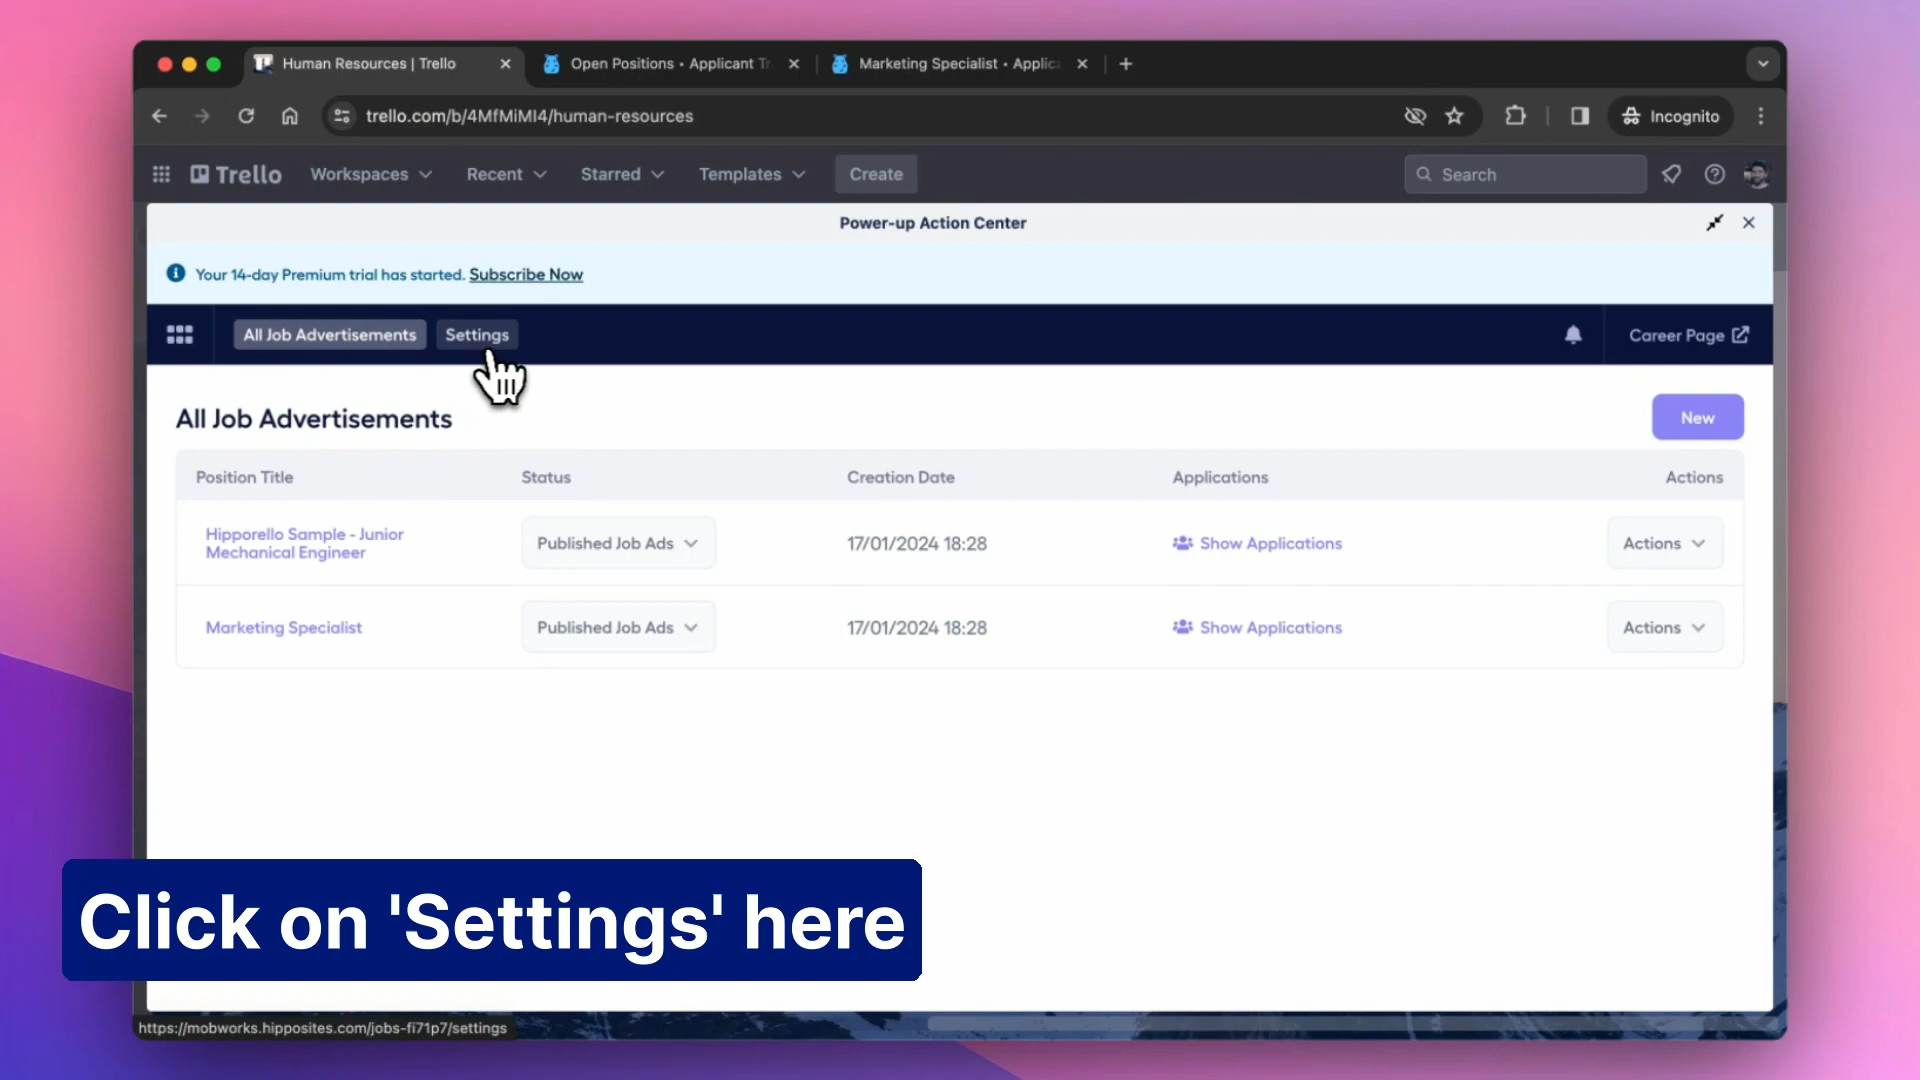 Human Resources | Trello
Open Positions • Applicant Tr
Marketing Specialist • Applic
trello.com/b/4MfMiMI4/human-resources
Incognito
Trello
Workspaces
Recent
Starred
Templates
Create
Search
Power-up Action Center
Your 14-day Premium trial has started. Subscribe Now
All Job Advertisements
Settings
Career Page
All Job Advertisements
New
Position Title
Status
Creation Date
Applications
Actions
Hipporello Sample - Junior
Mechanical Engineer
Published Job Ads
17/01/2024 18:28
Show Applications
Actions
Marketing Specialist
Published Job Ads
17/01/2024 18:28
Show Applications
Actions
Click on 'Settings' here
https://mobworks.hipposites.com/jobs-fi71p7/settings